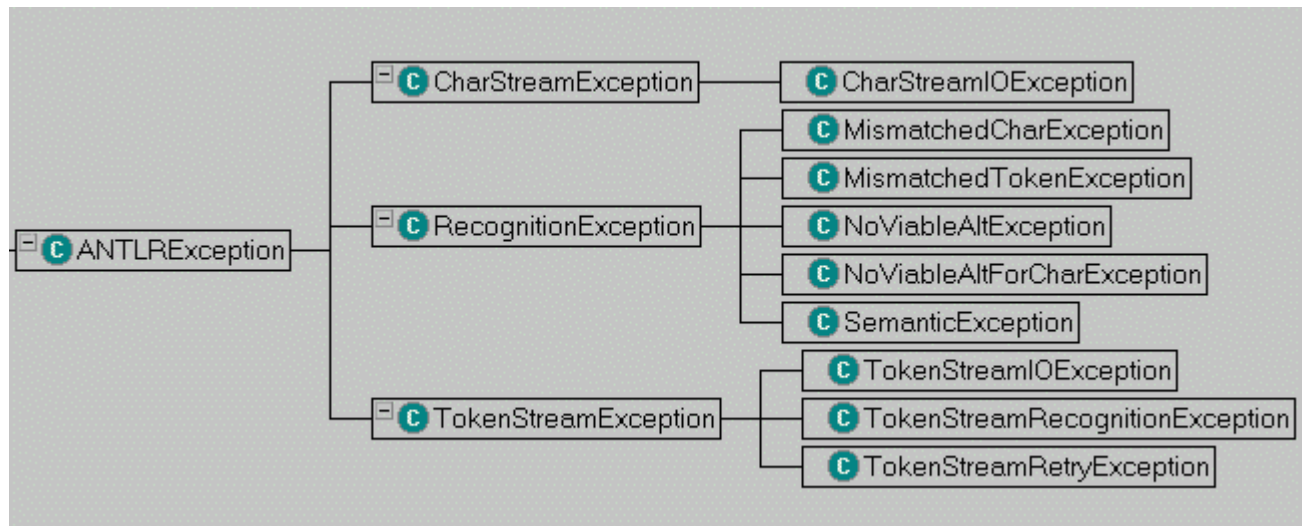 C CharStreamException
C CharStreamIOException
C MismatchedCharException
C MismatchedTokenException
C RecognitionException
C NoViableAltException
C ANTLRException
C NoViableAltForCharException
C SemanticException
C TokenStreamIOException
C TokenStreamException
C TokenStreamRecognitionException
C TokenStreamRetryException